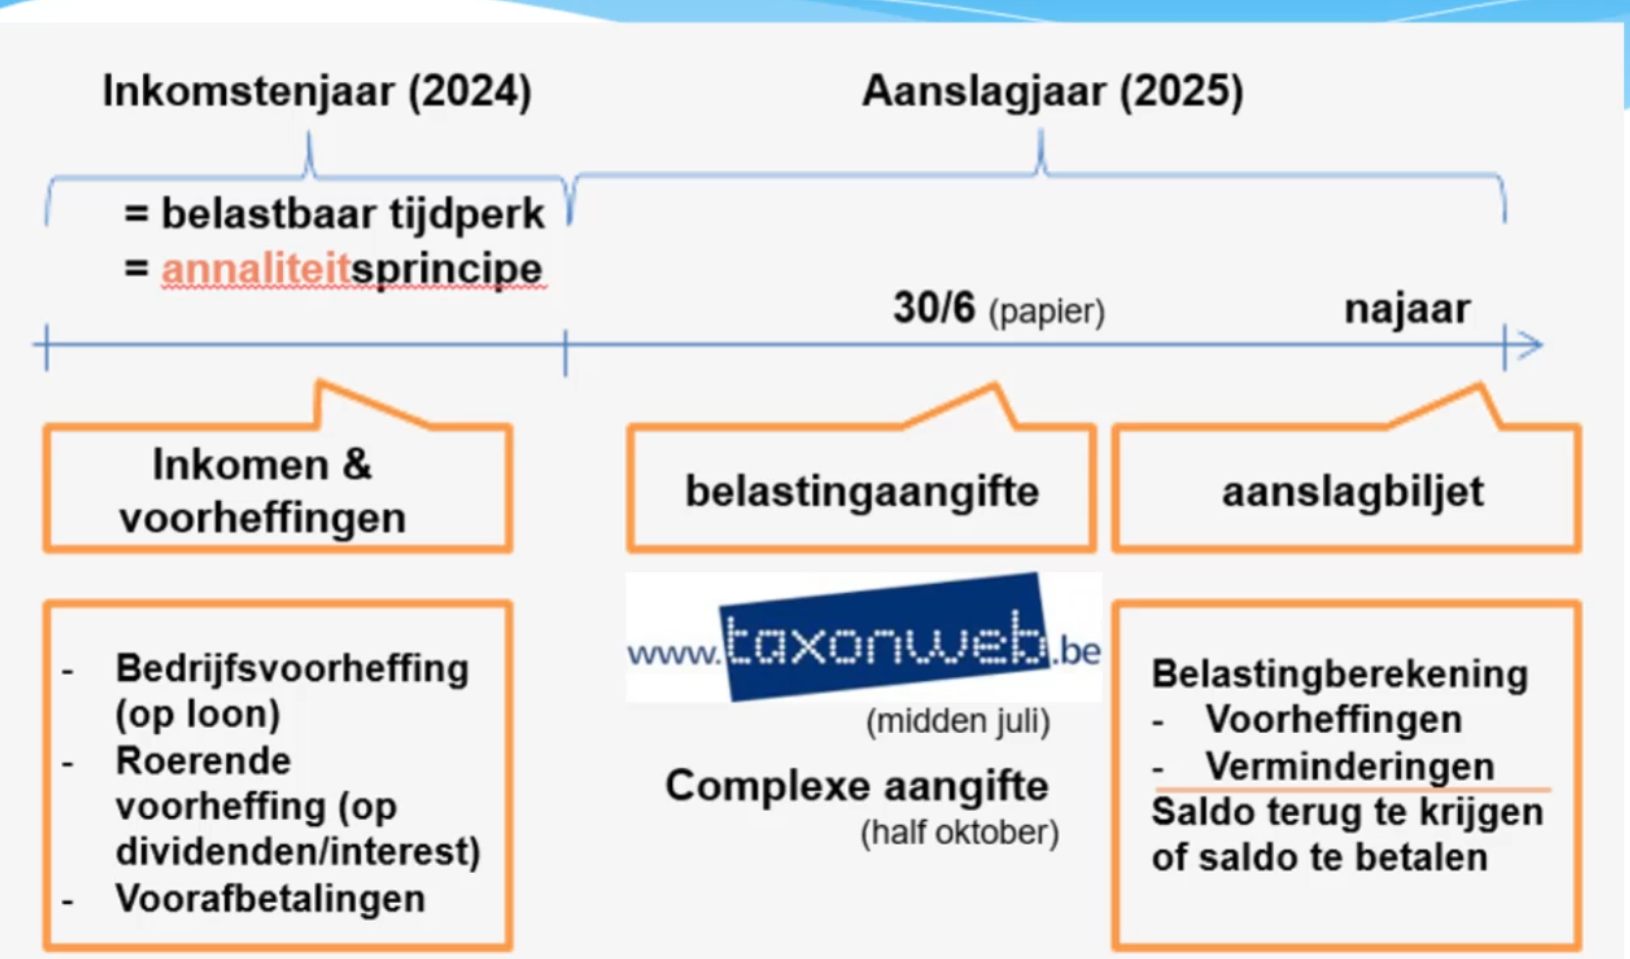 Inkomstenjaar (2024)
Aanslagjaar (2025)
= belastbaar tijdperk
= annaliteitsprincipe
30/6 (papier)
najaar
Inkomen &
voorheffingen
belastingaangifte
aanslagbiljet
- Bedrijfsvoorheffing
(op loon)
- Roerende
voorheffing (op
dividenden/interest)
- Voorafbetalingen
www.taxonweb.be
(midden juli)
Complexe aangifte
(half oktober)
Belastingberekening
- Voorheffingen
- Verminderingen
Saldo terug te krijgen
of saldo te betalen